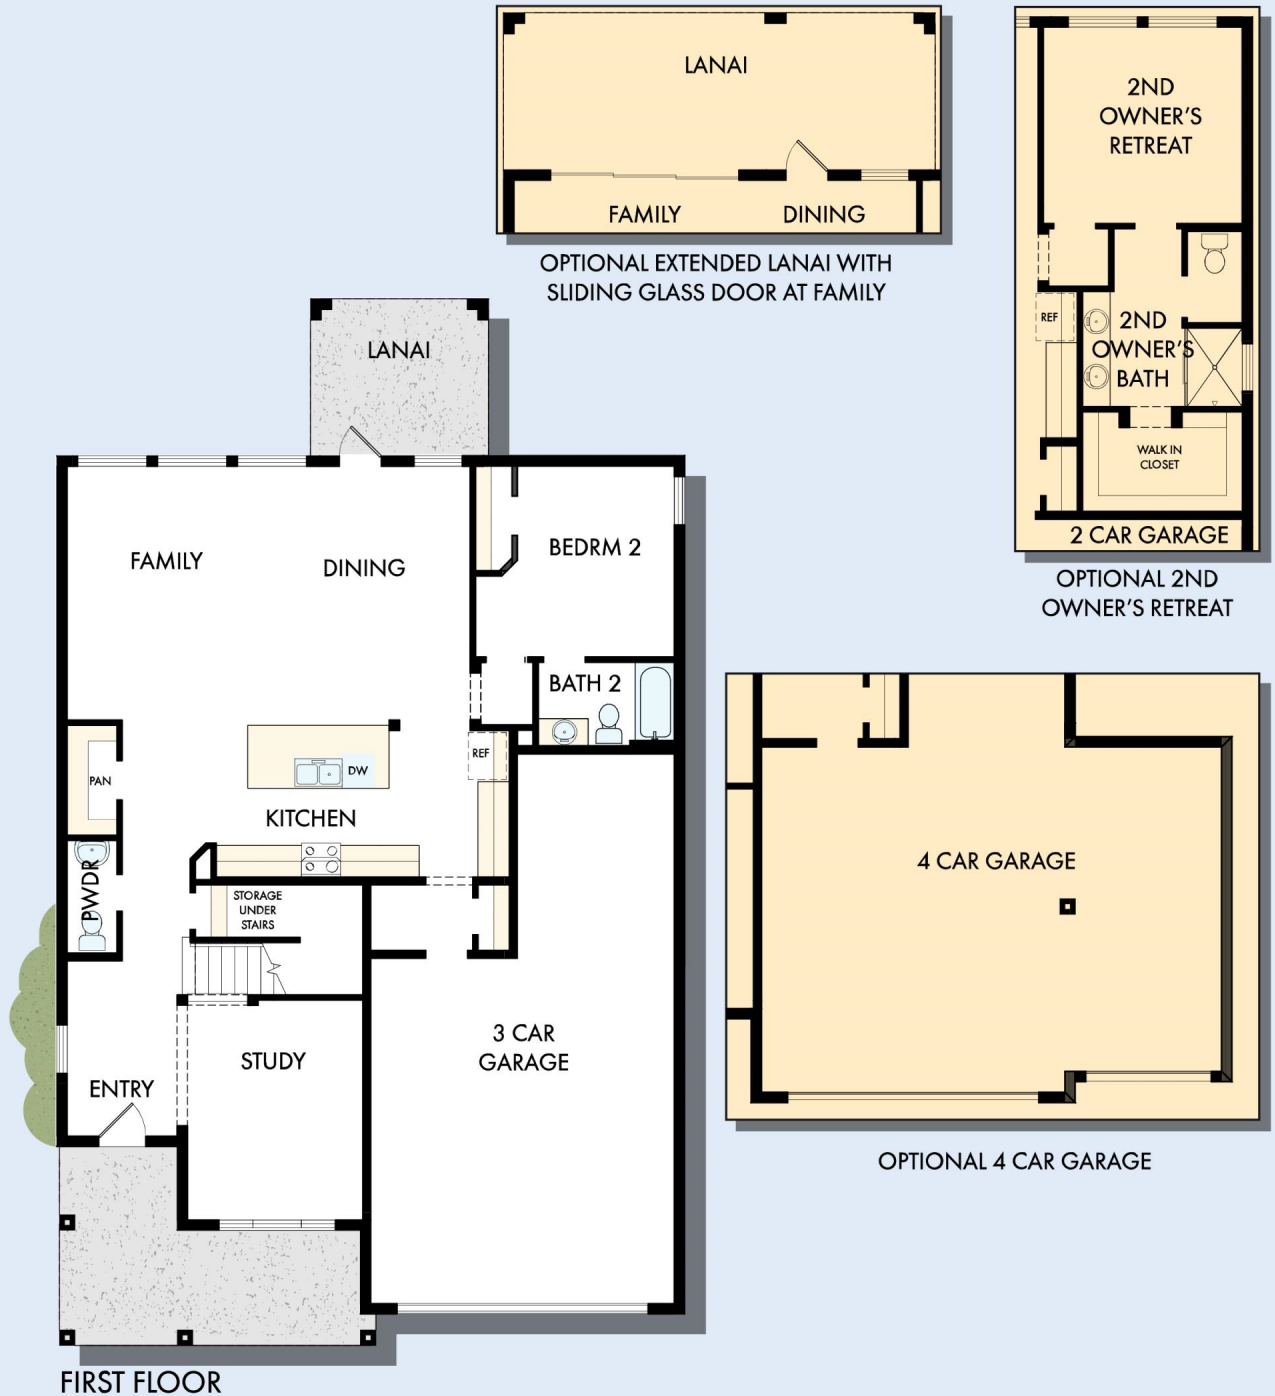 LANAI
FAMILY
DINING
OPTIONAL EXTENDED LANAI WITH
SLIDING GLASS DOOR AT FAMILY
2ND
OWNER'S
RETREAT
REF
2ND
OWNER'S
BATH
WALK IN
CLOSET
2 CAR GARAGE
OPTIONAL 2ND
OWNER'S RETREAT
LANAI
FAMILY
DINING
BEDRM 2
BATH 2
REF
PAN
DW
KITCHEN
PWDR
STORAGE
UNDER
STAIRS
3 CAR
GARAGE
STUDY
ENTRY
4 CAR GARAGE
OPTIONAL 4 CAR GARAGE
FIRST FLOOR